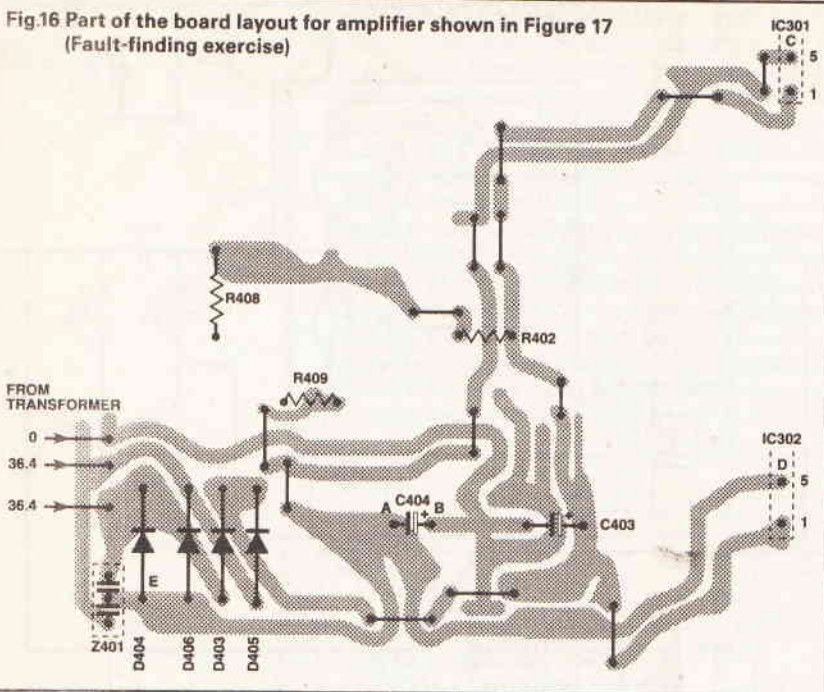 Fig.16 Part of the board layout for amplifier shown in Figure 17
(Fault-finding exercise)
IC301
C
5
1
R408
R402
R409
FROM
TRANSFORMER
0
36.4
36.4
IC302
D
5
1
C404
A
+
B
+
C403
E
Z401
D404
D406
D403
D405